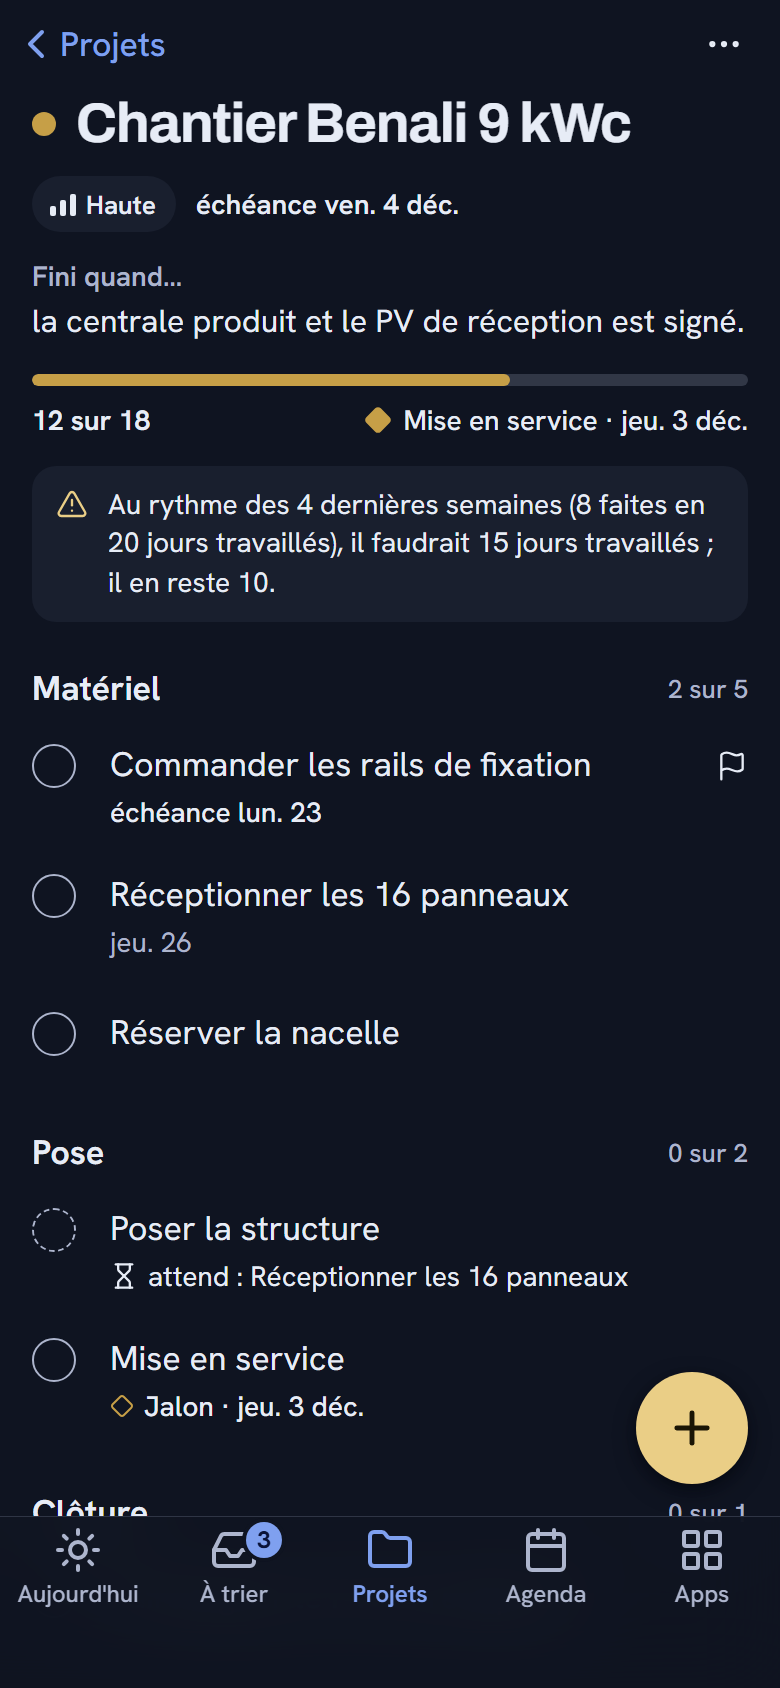 Projets
Chantier Benali 9 kWc
Haute
échéance ven. 4 déc.
Fini quand...
la centrale produit et le PV de réception est signé.
12 sur 18
Mise en service · jeu. 3 déc.
Au rythme des 4 dernières semaines (8 faites en
20 jours travaillés), il faudrait 15 jours travaillés ;
il en reste 10.
Matériel
2 sur 5
Commander les rails de fixation
échéance lun. 23
Réceptionner les 16 panneaux
jeu. 26
Réserver la nacelle
Pose
0 sur 2
Poser la structure
attend : Réceptionner les 16 panneaux
Mise en service
Jalon · jeu. 3 déc.
Clôture
0 sur 1
3
Aujourd'hui
À trier
Projets
Agenda
Apps